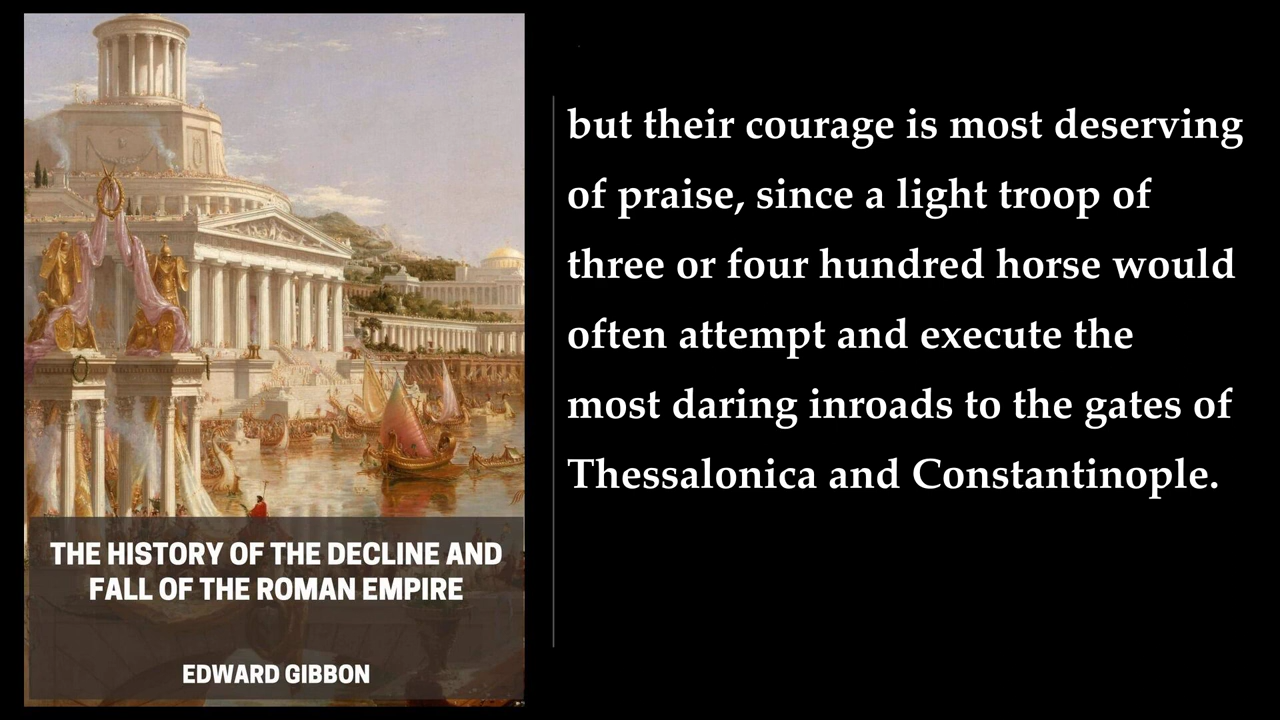 but their courage is most deserving
of praise, since a light troop of
three or four hundred horse would
often attempt and execute the
most daring inroads to the gates of
Thessalonica and Constantinople.
THE HISTORY OF THE DECLINE AND
FALL OF THE ROMAN EMPIRE
EDWARD GIBBON